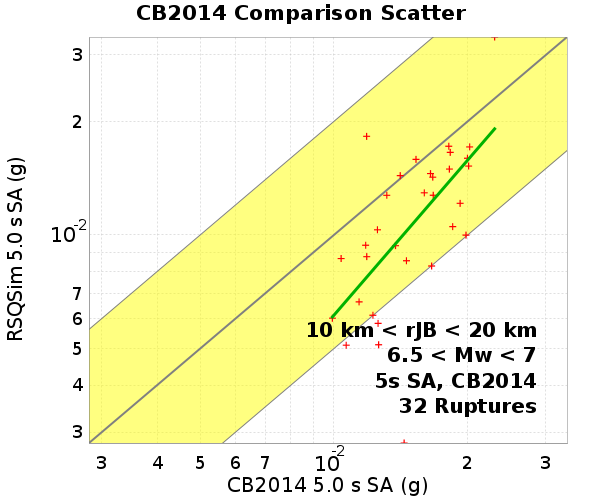 CB2014 Comparison Scatter
RSQSim 5.0 s SA (g)
3
2
10-2
7
6
5
4
3
10 km < rJB < 20 km
6.5 < Mw < 7
5s SA, CB2014
32 Ruptures
3 4 5 6 7 10-2 2 3
CB2014 5.0 s SA (g)